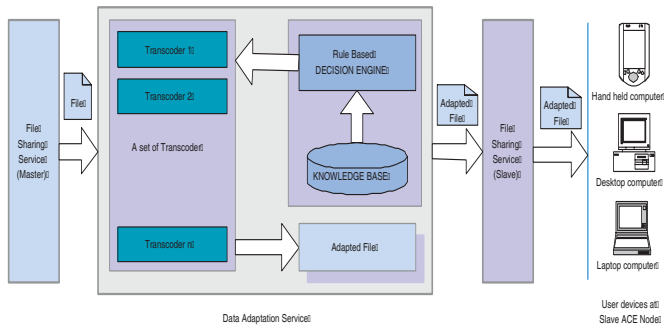 File
Sharing
Service
(Master)
File
Transcoder 1
Transcoder 2
A set of Transcoder
Transcoder n
Rule Based
DECISION ENGINE
KNOWLEDGE BASE
Adapted File
Data Adaptation Service
Adapted
File
File
Sharing
Service
(Slave)
Adapted
File
Hand held computer
Desktop computer
Laptop computer
User devices at
Slave ACE Node